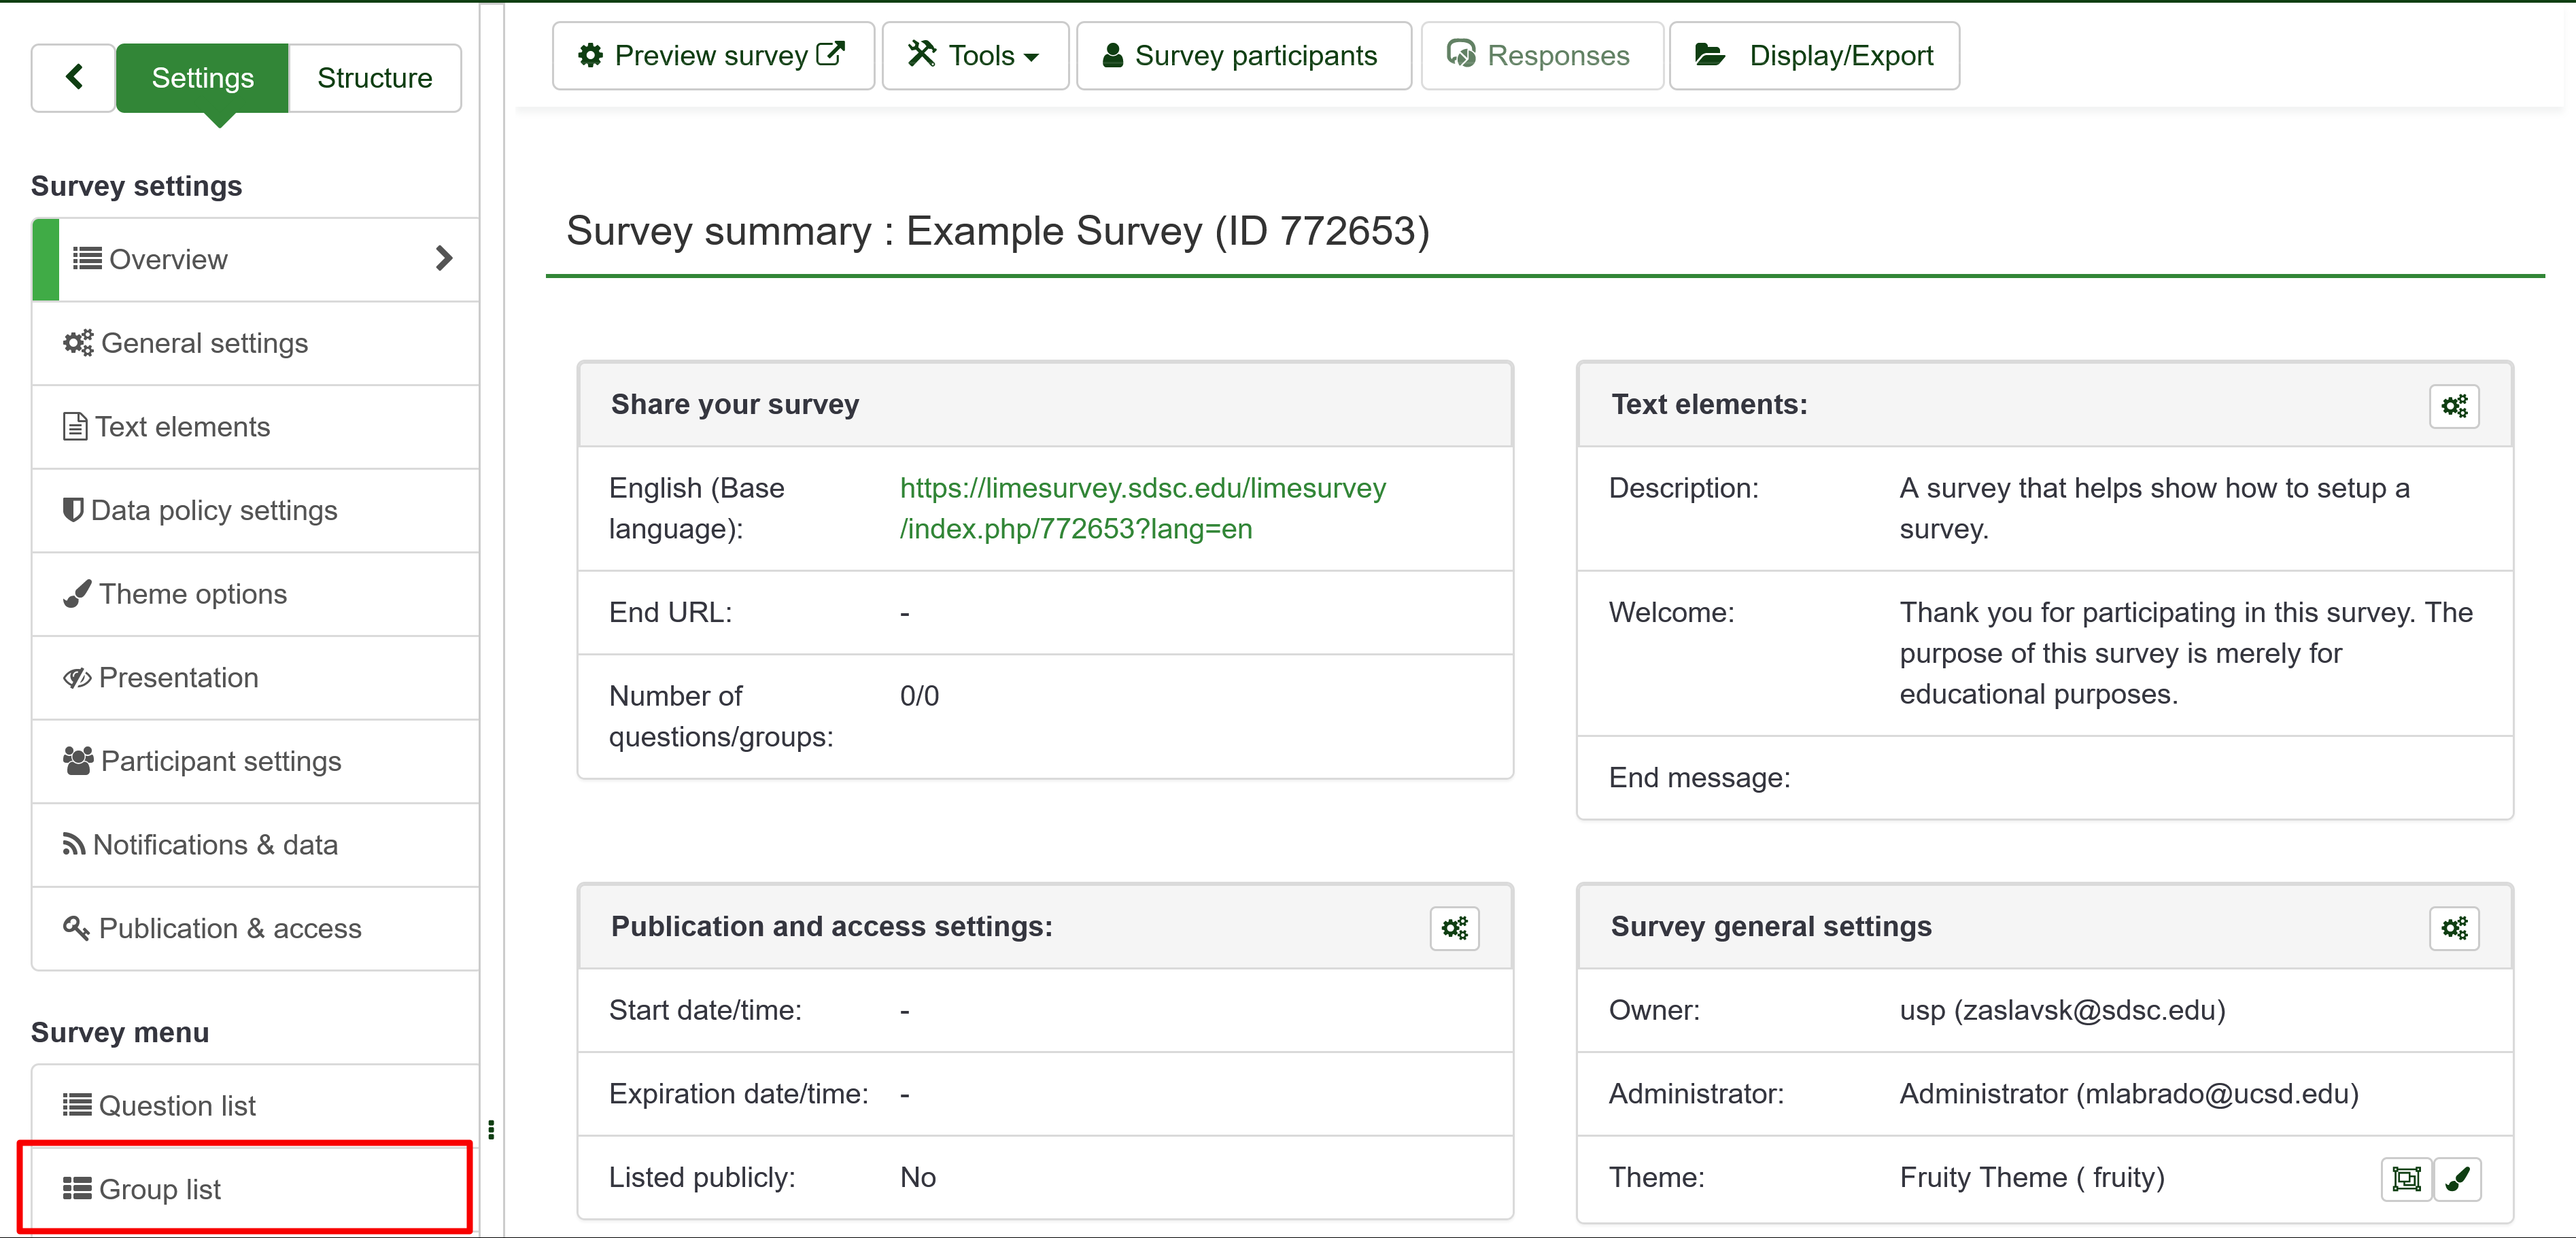 Settings
Structure
Preview survey
Tools
Survey participants
Responses
Display/Export
Survey settings
Overview
General settings
Text elements
Data policy settings
Theme options
Presentation
Participant settings
Notifications & data
Publication & access
Survey menu
Question list
Group list
Survey summary : Example Survey (ID 772653)
Share your survey
English (Base
language):
https://limesurvey.sdsc.edu/limesurvey
/index.php/772653?lang=en
End URL:
-
Number of
questions/groups:
0/0
Text elements:
Description:
A survey that helps show how to setup a
survey.
Welcome:
Thank you for participating in this survey. The
purpose of this survey is merely for
educational purposes.
End message:
Publication and access settings:
Start date/time:
-
Expiration date/time:
-
Listed publicly:
No
Survey general settings
Owner:
usp (zaslavsk@sdsc.edu)
Administrator:
Administrator (mlabrado@ucsd.edu)
Theme:
Fruity Theme ( fruity)